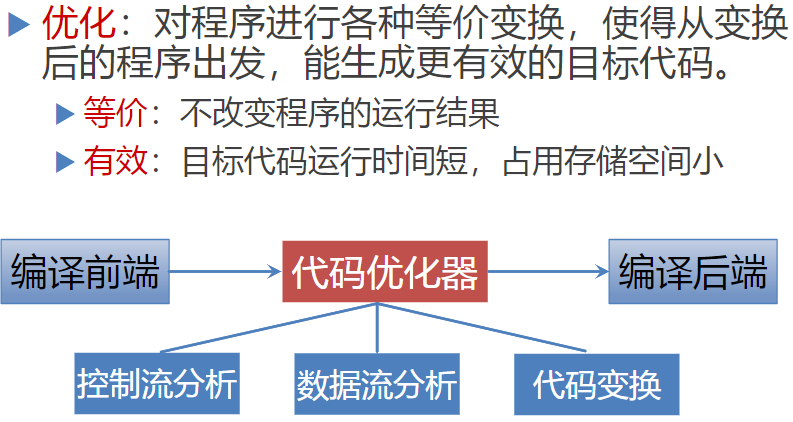 优化：对程序进行各种等价变换，使得从变换
后的程序出发，能生成更有效的目标代码。
等价：不改变程序的运行结果
有效：目标代码运行时间短，占用存储空间小
编译前端
代码优化器
编译后端
控制流分析
数据流分析
代码变换